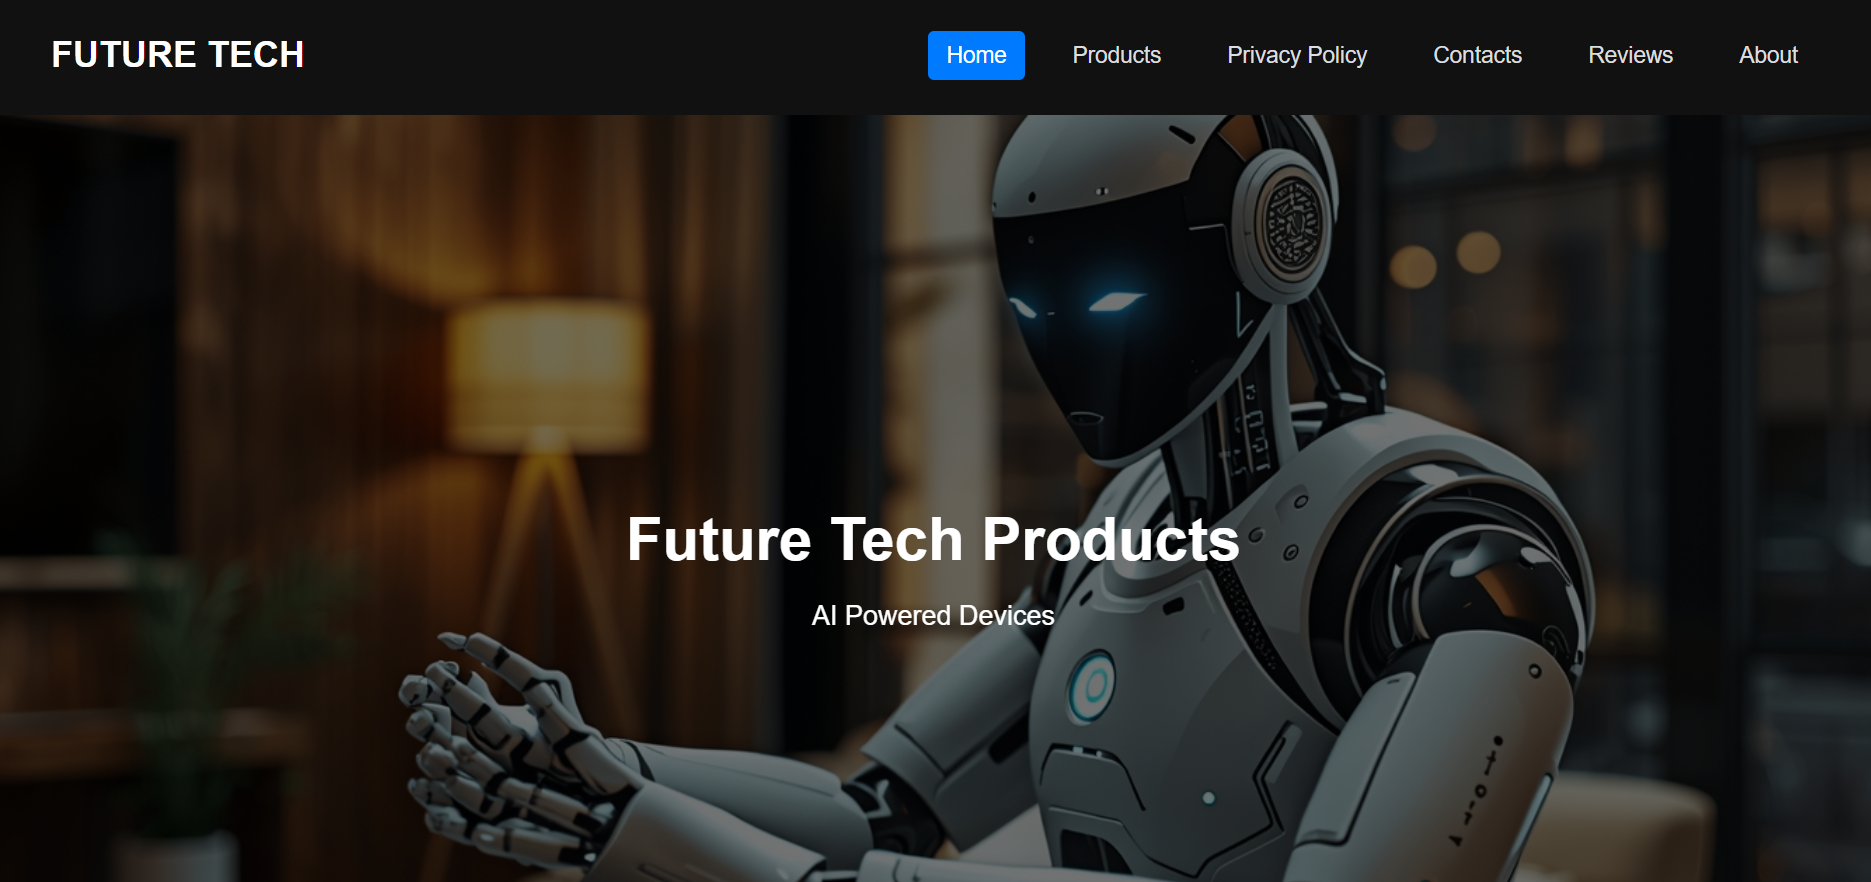 FUTURE TECH
Home Products Privacy Policy Contacts Reviews About
Future Tech Products
AI Powered Devices